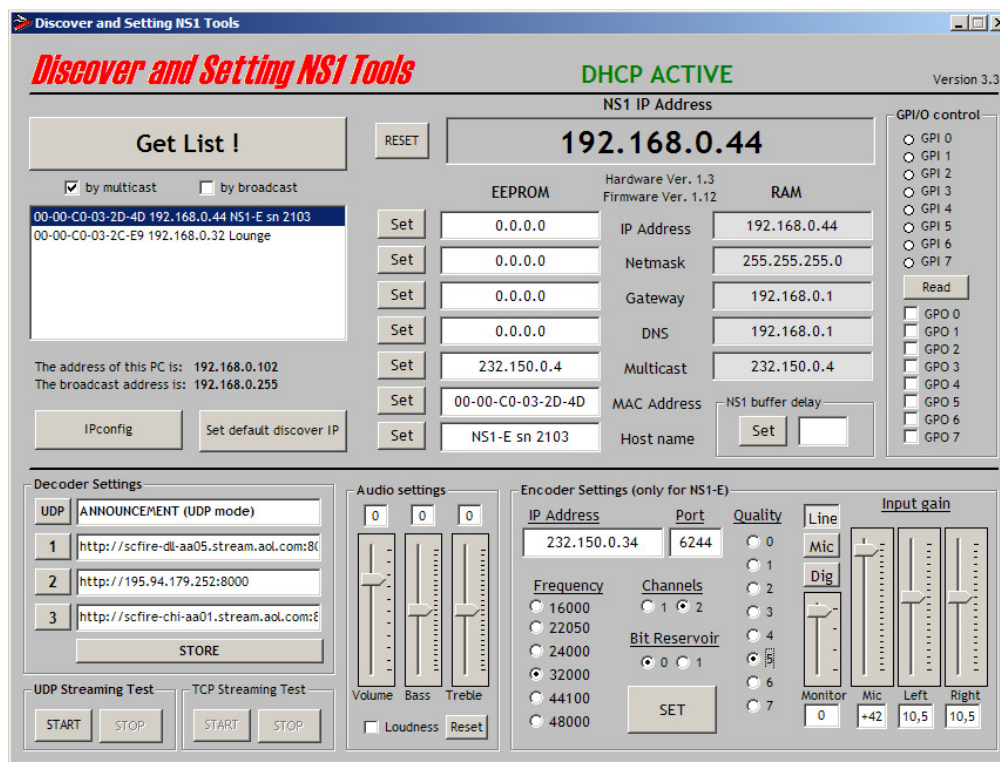 Discover and Setting NS1 Tools
Discover and Setting NS1 Tools
DHCP ACTIVE
Version 3.3
NS1 IP Address
Get List !
RESET
192.168.0.44
by multicast
by broadcast
00-00-C0-03-2D-4D 192.168.0.44 NS1-E sn 2103
00-00-C0-03-2C-E9 192.168.0.32 Lounge
The address of this PC is: 192.168.0.102
The broadcast address is: 192.168.0.255
IPconfig
Set default discover IP
EEPROM
Hardware Ver. 1.3
Firmware Ver. 1.12
RAM
Set 0.0.0.0 IP Address 192.168.0.44
Set 0.0.0.0 Netmask 255.255.255.0
Set 0.0.0.0 Gateway 192.168.0.1
Set 0.0.0.0 DNS 192.168.0.1
Set 232.150.0.4 Multicast 232.150.0.4
Set 00-00-C0-03-2D-4D MAC Address
Set NS1-E sn 2103 Host name
NS1 buffer delay
Set
GPI/O control
GPI 0
GPI 1
GPI 2
GPI 3
GPI 4
GPI 5
GPI 6
GPI 7
Read
GPO 0
GPO 1
GPO 2
GPO 3
GPO 4
GPO 5
GPO 6
GPO 7
Decoder Settings
UDP ANNOUNCEMENT (UDP mode)
1 http://scfire-dl-aa05.stream.aol.com:80
2 http://195.94.179.252:8000
3 http://scfire-chi-aa01.stream.aol.com:8
STORE
UDP Streaming Test
START STOP
TCP Streaming Test
START STOP
Audio settings
0 0 0
Volume Bass Treble
Loudness Reset
Encoder Settings (only for NS1-E)
IP Address Port
232.150.0.34 6244
Frequency
16000
22050
24000
32000
44100
48000
Channels
1 2
Bit Reservoir
0 1
SET
Quality
0
1
2
3
4
5
6
7
Line
Mic
Dig
Input gain
Monitor Mic Left Right
0 +42 10,5 10,5